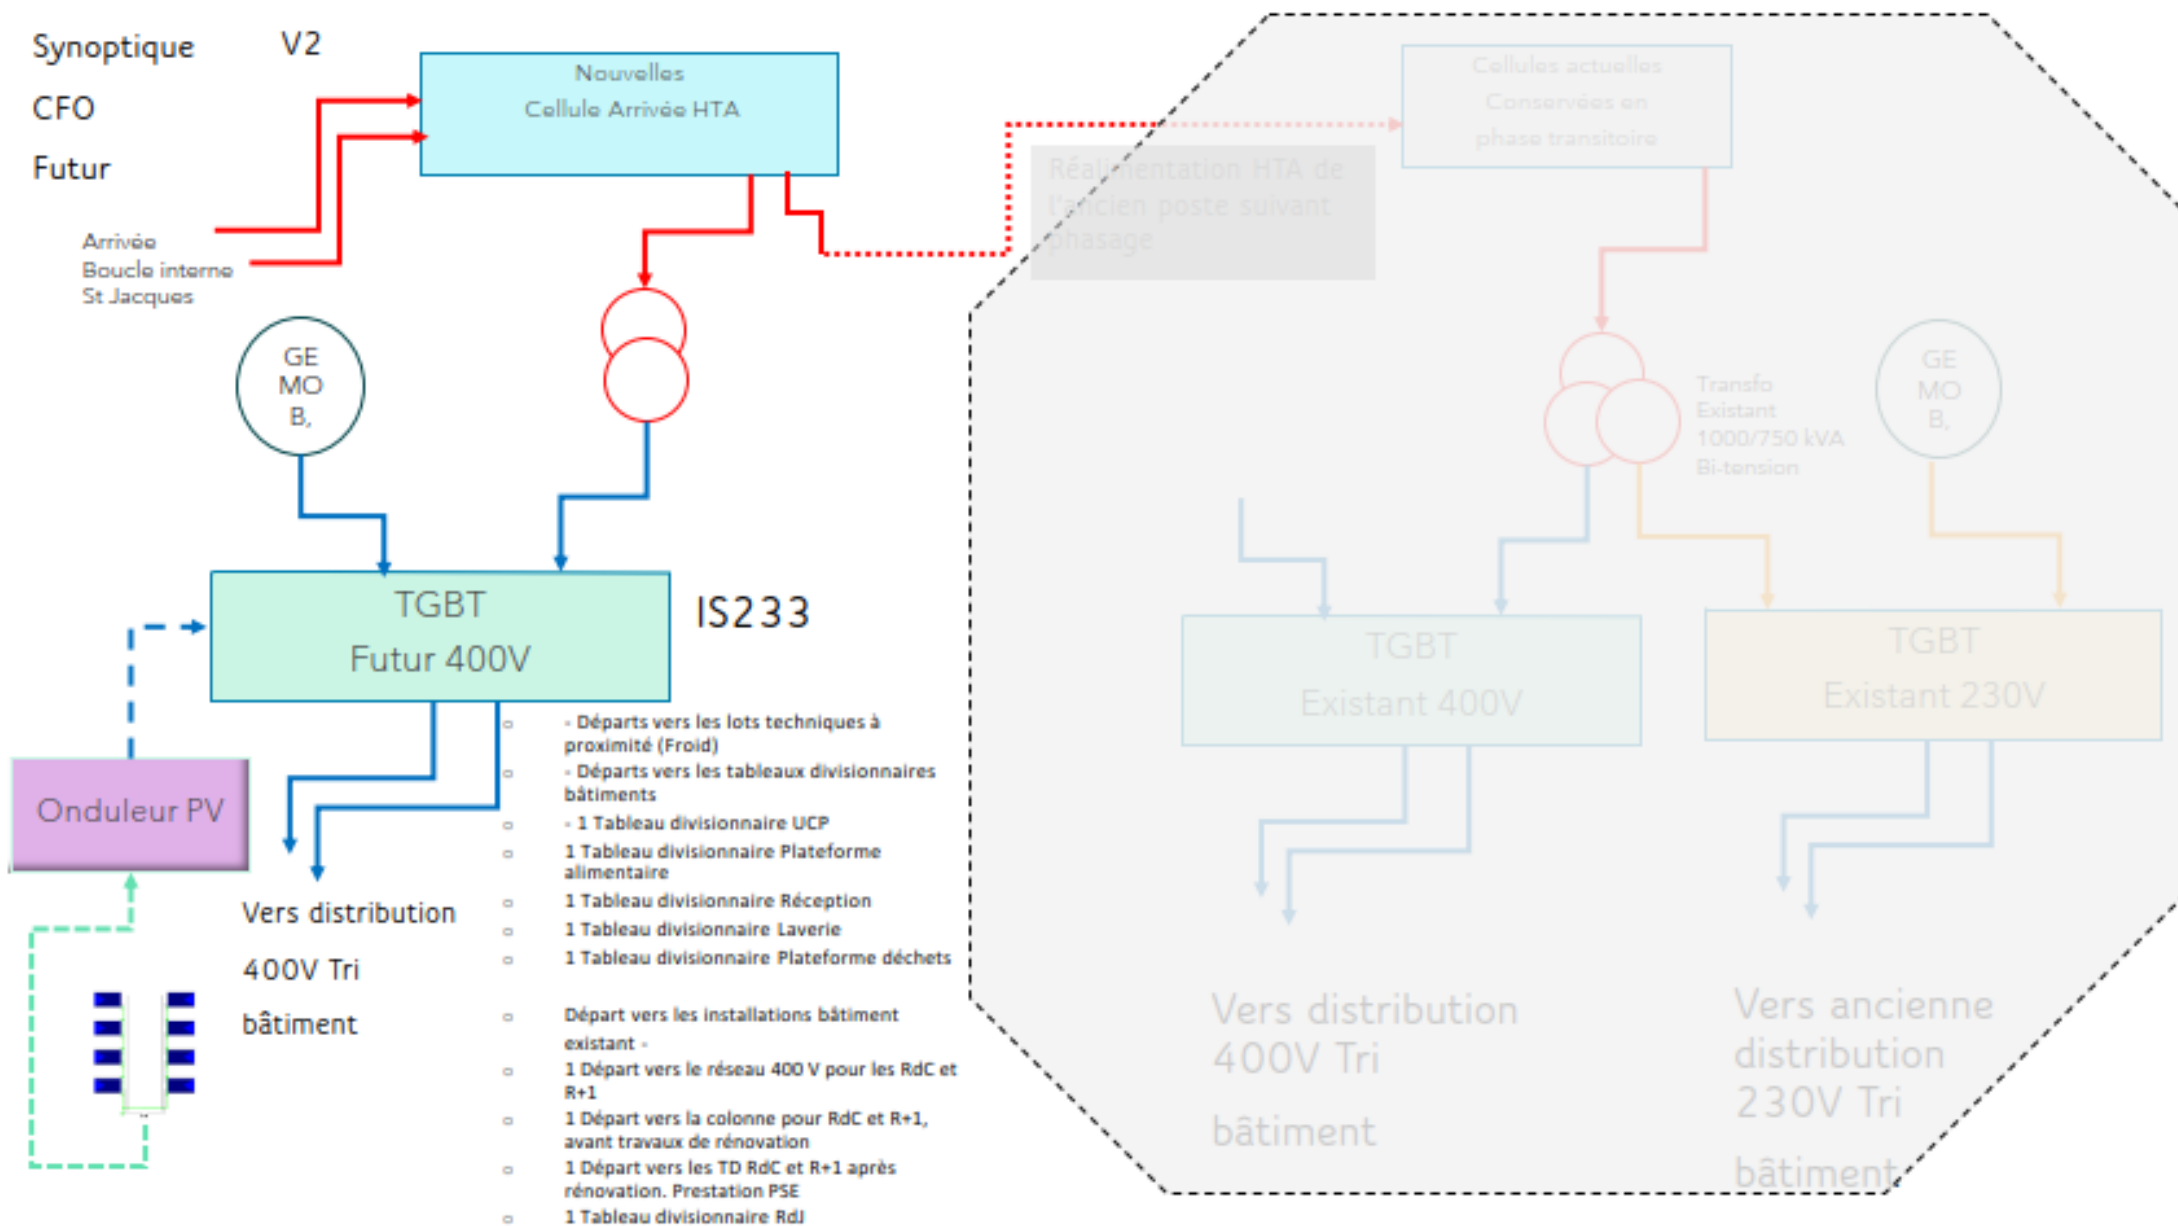 Synoptique V2
CFO
Futur
Nouvelles
Cellule Arrivée HTA
Arrivée
Boucle interne
St Jacques
GE
MO
B,
TGBT
Futur 400V
IS233
Onduleur PV
Vers distribution
400V Tri
bâtiment
- Départs vers les lots techniques à
proximité (Froid)
- Départs vers les tableaux divisionnaires
bâtiments
- 1 Tableau divisionnaire UCP
1 Tableau divisionnaire Plateforme
alimentaire
1 Tableau divisionnaire Réception
1 Tableau divisionnaire Laverie
1 Tableau divisionnaire Plateforme déchets
Départ vers les installations bâtiment
existant -
1 Départ vers le réseau 400 V pour les RdC et
R+1
1 Départ vers la colonne pour RdC et R+1,
avant travaux de rénovation
1 Départ vers les TD RdC et R+1 après
rénovation. Prestation PSE
1 Tableau divisionnaire RdJ
Cellules actuelles
Conservées en
phase transitoire
Réalimentation HTA de
l'ancien poste suivant
phasage
Transfo
Existant
1000/750 kVA
Bi-tension
GE
MO
B,
TGBT
Existant 400V
TGBT
Existant 230V
Vers distribution
400V Tri
bâtiment
Vers ancienne
distribution
230V Tri
bâtiment